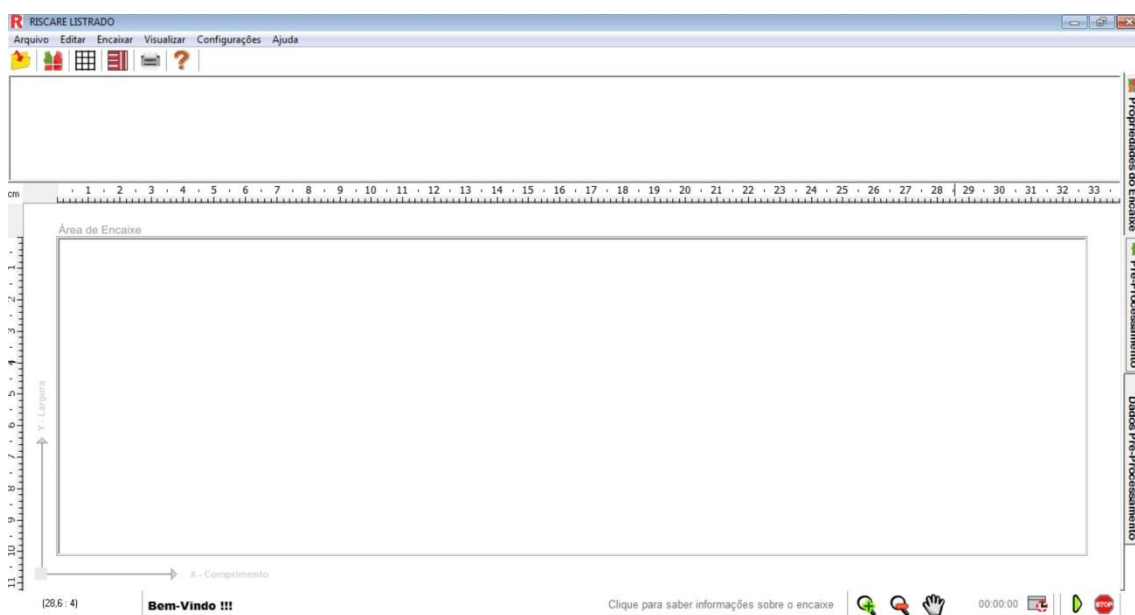 R RISCARE LISTRADO
Arquivo Editar Encaixar Visualizar Configurações Ajuda
?
Propriedades do Encaixe
cm
1 2 3 4 5 6 7 8 9 10 11 12 13 14 15 16 17 18 19 20 21 22 23 24 25 26 27 28 29 30 31 32 33
Área de Encaixe
Pré-Processamento
1 2 3 4 5 6 7 8 9 10 11
Y - Largura
Dados Pré-Processamento
X - Comprimento
(28,6 : 4)
Bem-Vindo !!!
Clique para saber informações sobre o encaixe
00:00:00
STOP